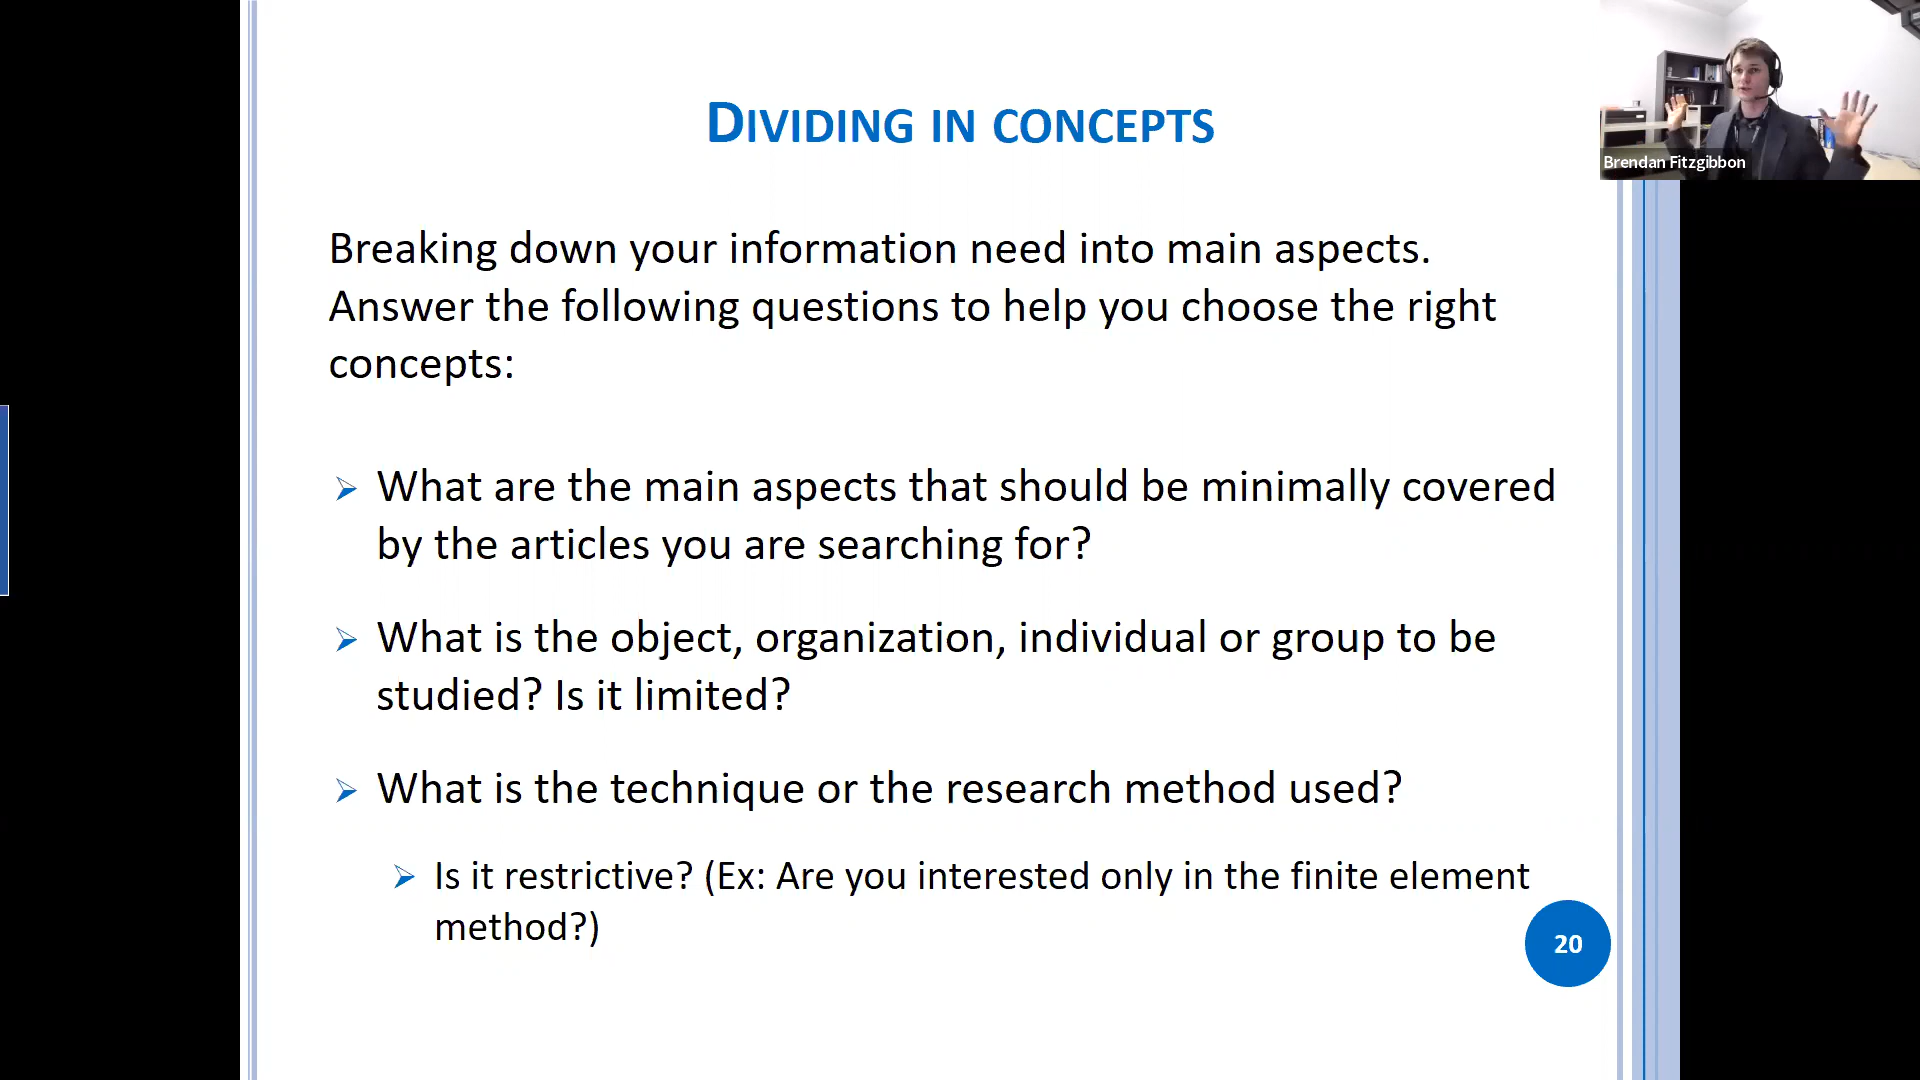 DIVIDING IN CONCEPTS
Brendan Fitzgibbon
Breaking down your information need into main aspects.
Answer the following questions to help you choose the right
concepts:
➢ What are the main aspects that should be minimally covered
by the articles you are searching for?
➢ What is the object, organization, individual or group to be
studied? Is it limited?
➢ What is the technique or the research method used?
➢ Is it restrictive? (Ex: Are you interested only in the finite element
method?)
20